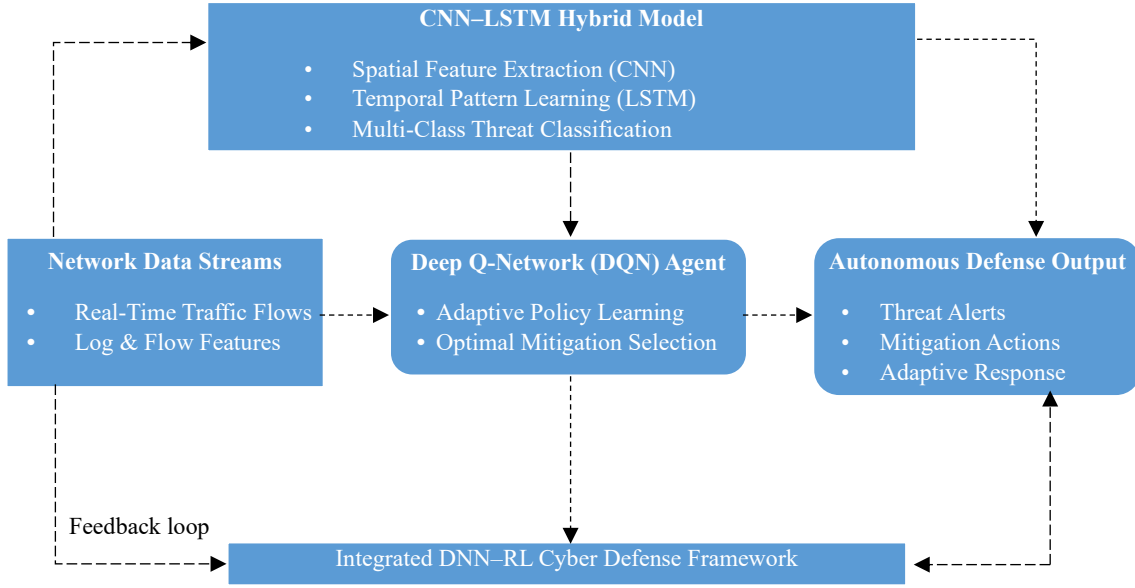 CNN–LSTM Hybrid Model
• Spatial Feature Extraction (CNN)
• Temporal Pattern Learning (LSTM)
• Multi-Class Threat Classification
Network Data Streams
• Real-Time Traffic Flows
• Log & Flow Features
Deep Q-Network (DQN) Agent
• Adaptive Policy Learning
• Optimal Mitigation Selection
Autonomous Defense Output
• Threat Alerts
• Mitigation Actions
• Adaptive Response
Feedback loop
Integrated DNN–RL Cyber Defense Framework